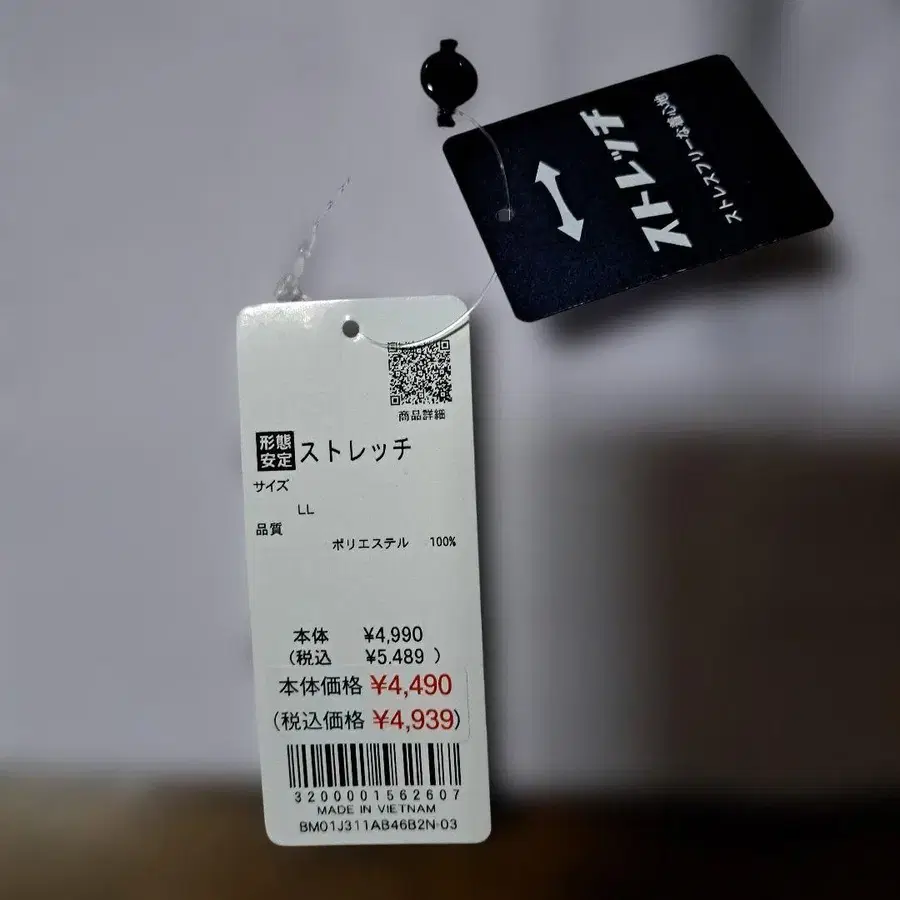 ストレッチ
ストレスフリーな着心地
商品詳細
形態
安定
ストレッチ
サイズ
LL
品質
ポリエステル 100%
本体 ¥4,990
(税込 ¥5,489 )
本体価格 ¥4,490
(税込価格 ¥4,939)
3200001562607
MADE IN VIETNAM
BM01J311AB46B2N-03